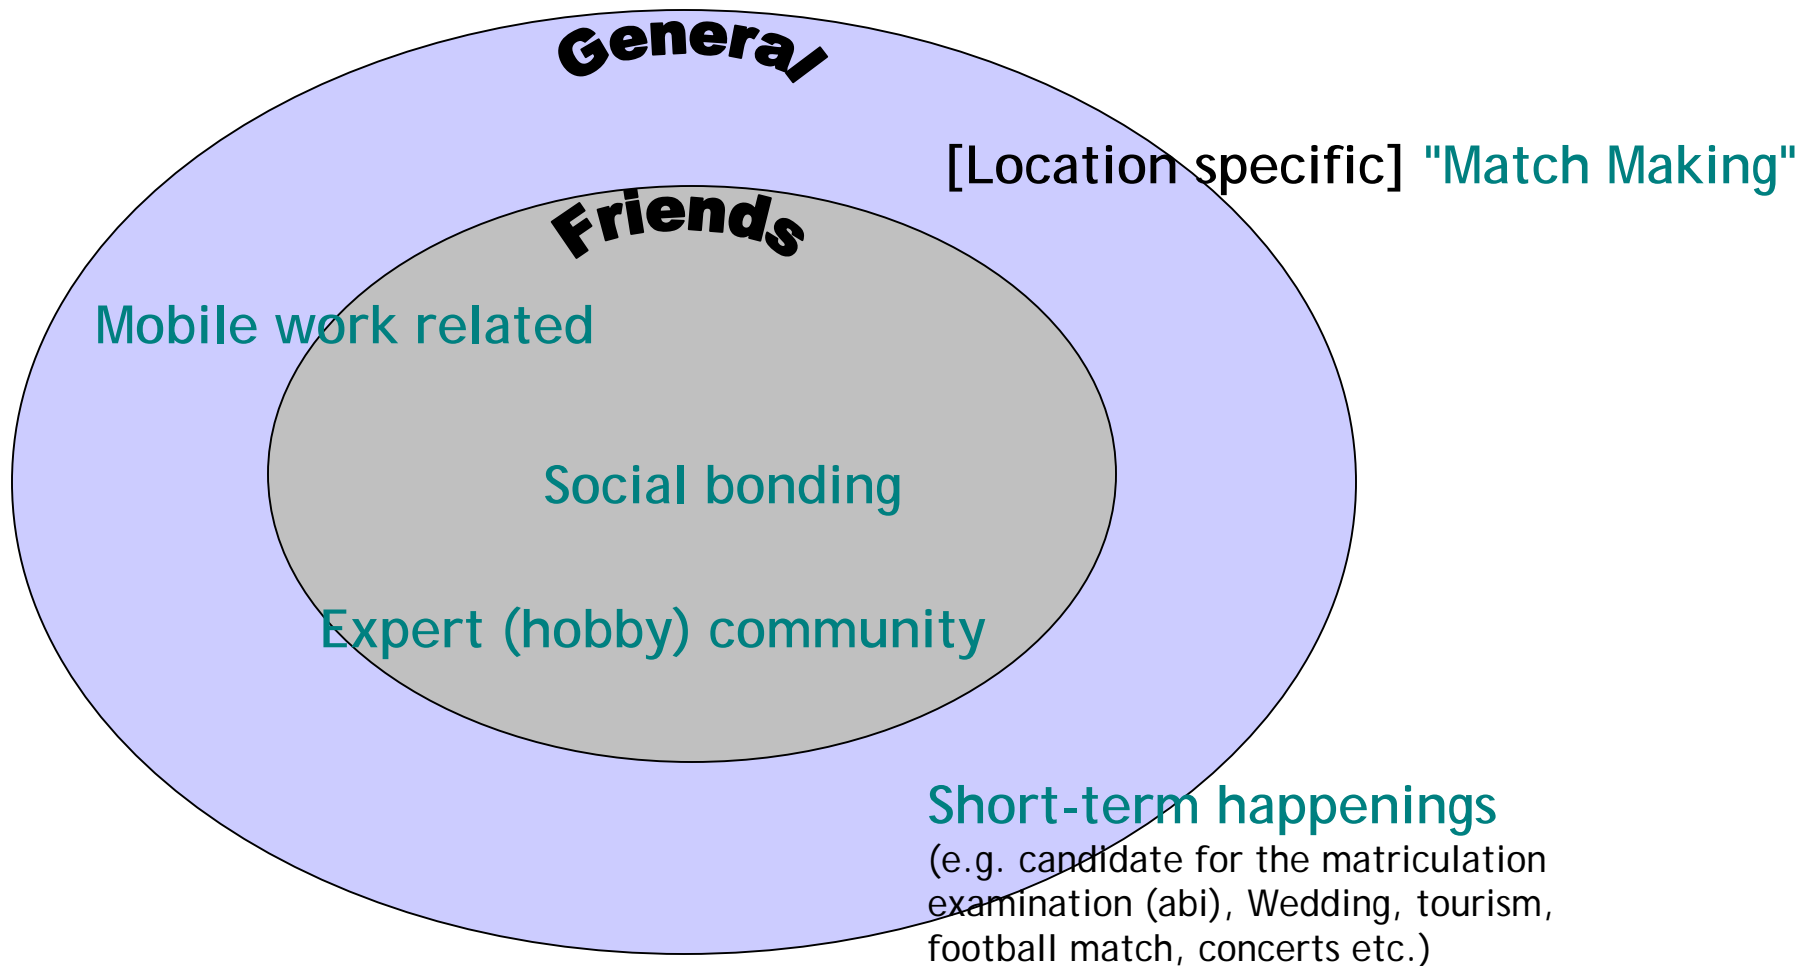 General
[Location specific] "Match Making"
Friends
Mobile work related
Social bonding
Expert (hobby) community
Short-term happenings
(e.g. candidate for the matriculation
examination (abi), Wedding, tourism,
football match, concerts etc.)